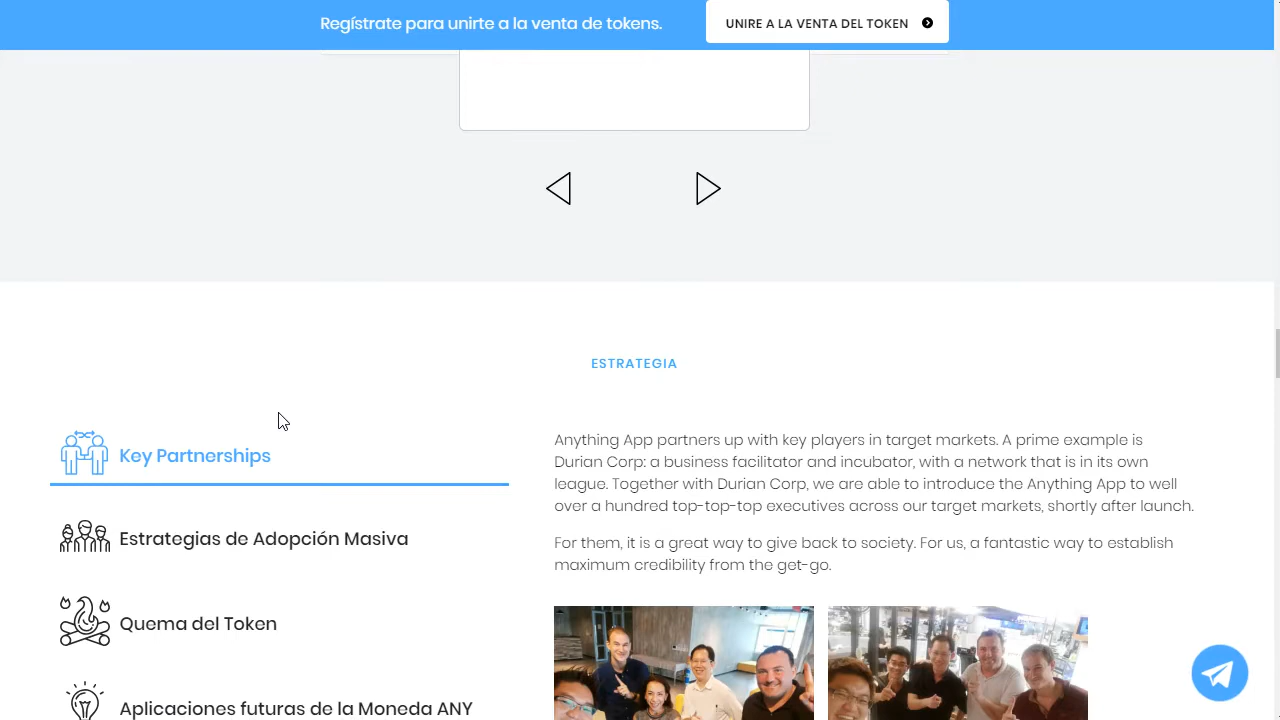 Regístrate para unirte a la venta de tokens.
UNIRE A LA VENTA DEL TOKEN
ESTRATEGIA
Key Partnerships
Estrategias de Adopción Masiva
Quema del Token
Aplicaciones futuras de la Moneda ANY
Anything App partners up with key players in target markets. A prime example is
Durian Corp: a business facilitator and incubator, with a network that is in its own
league. Together with Durian Corp, we are able to introduce the Anything App to well
over a hundred top-top-top executives across our target markets, shortly after launch.
For them, it is a great way to give back to society. For us, a fantastic way to establish
maximum credibility from the get-go.